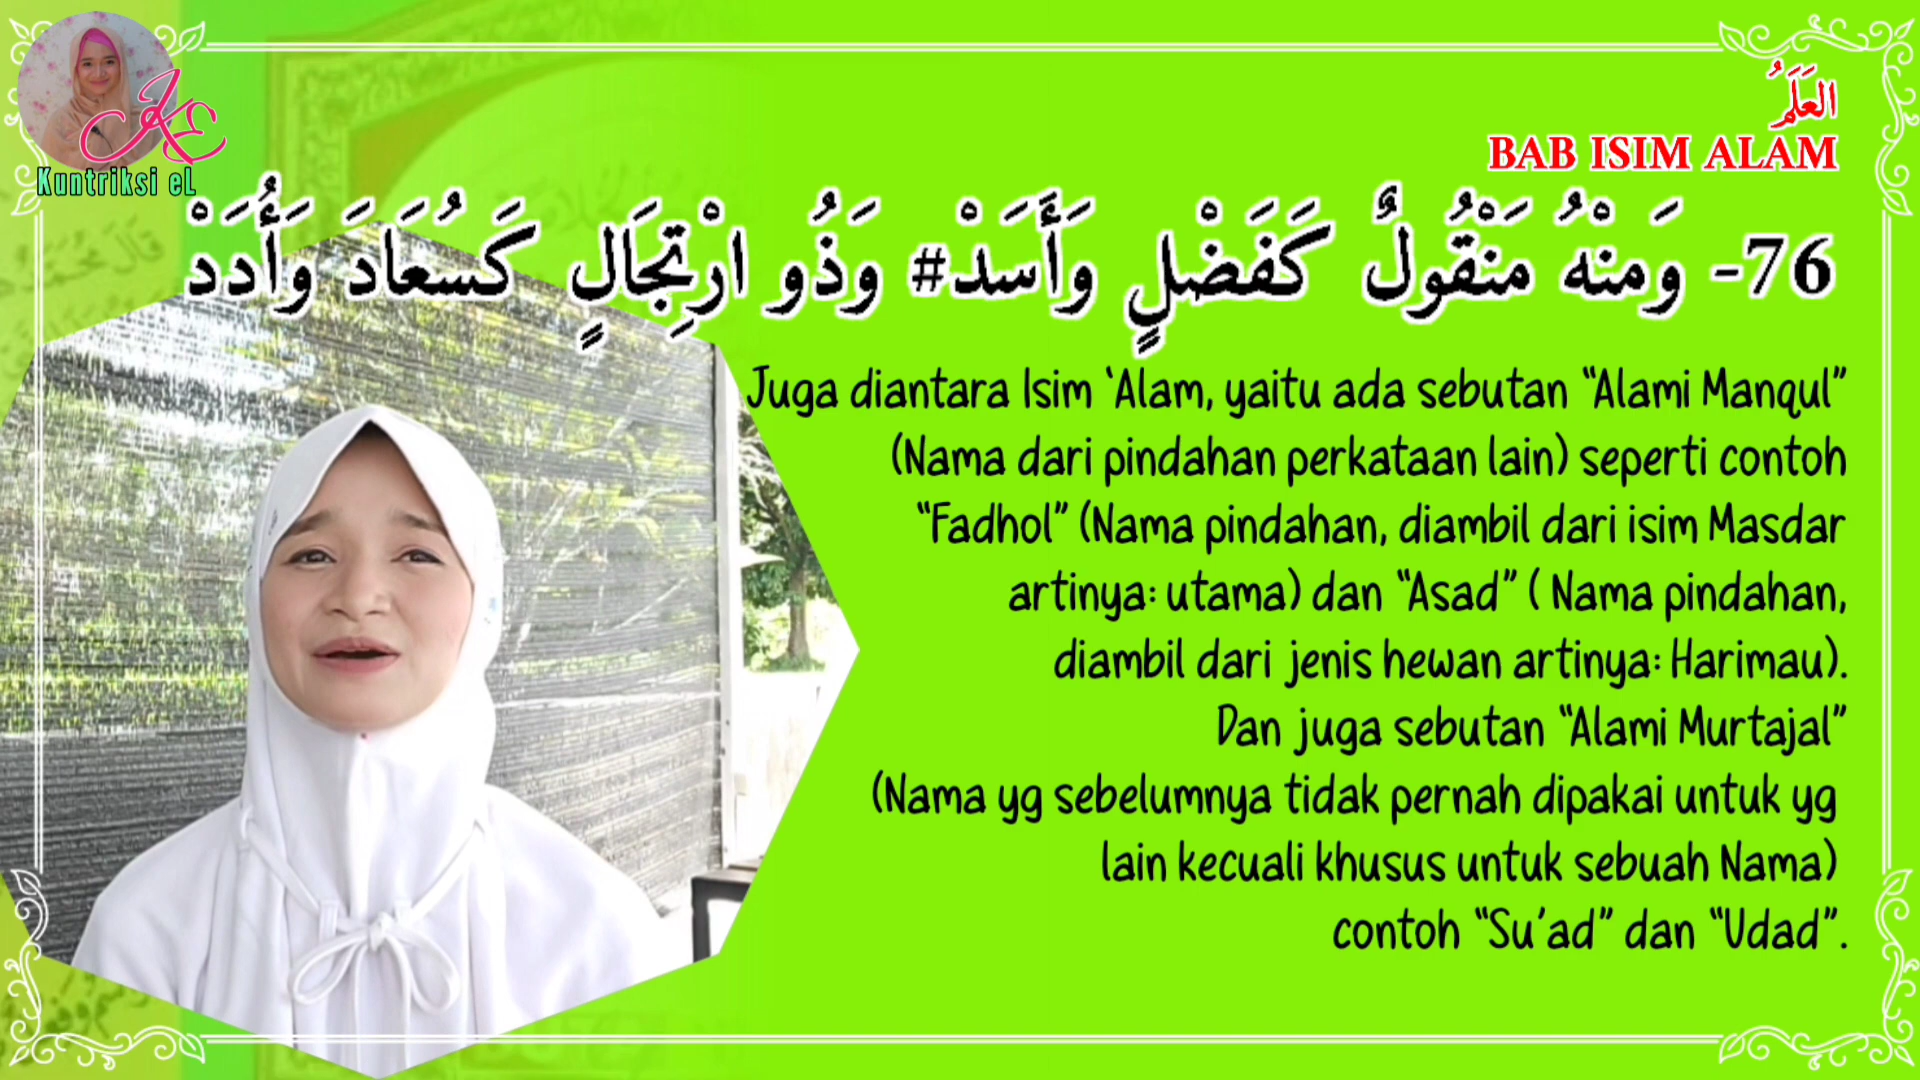 Kuntriksi eL
العَلَمُ
BAB ISIM ALAM
76- وَمنْهُ مَنْقُولٌ كَفَضْلٍ وَأَسَدْ# وَذُو ارْتِجَالٍ كَسُعَادَ وَأُدَدْ
Juga diantara Isim ‘Alam, yaitu ada sebutan “Alami Manqul”
(Nama dari pindahan perkataan lain) seperti contoh
“Fadhol” (Nama pindahan, diambil dari isim Masdar
artinya: utama) dan “Asad” ( Nama pindahan,
diambil dari jenis hewan artinya: Harimau).
Dan juga sebutan “Alami Murtajal”
(Nama yg sebelumnya tidak pernah dipakai untuk yg
lain kecuali khusus untuk sebuah Nama)
contoh “Su’ad” dan “Udad”.